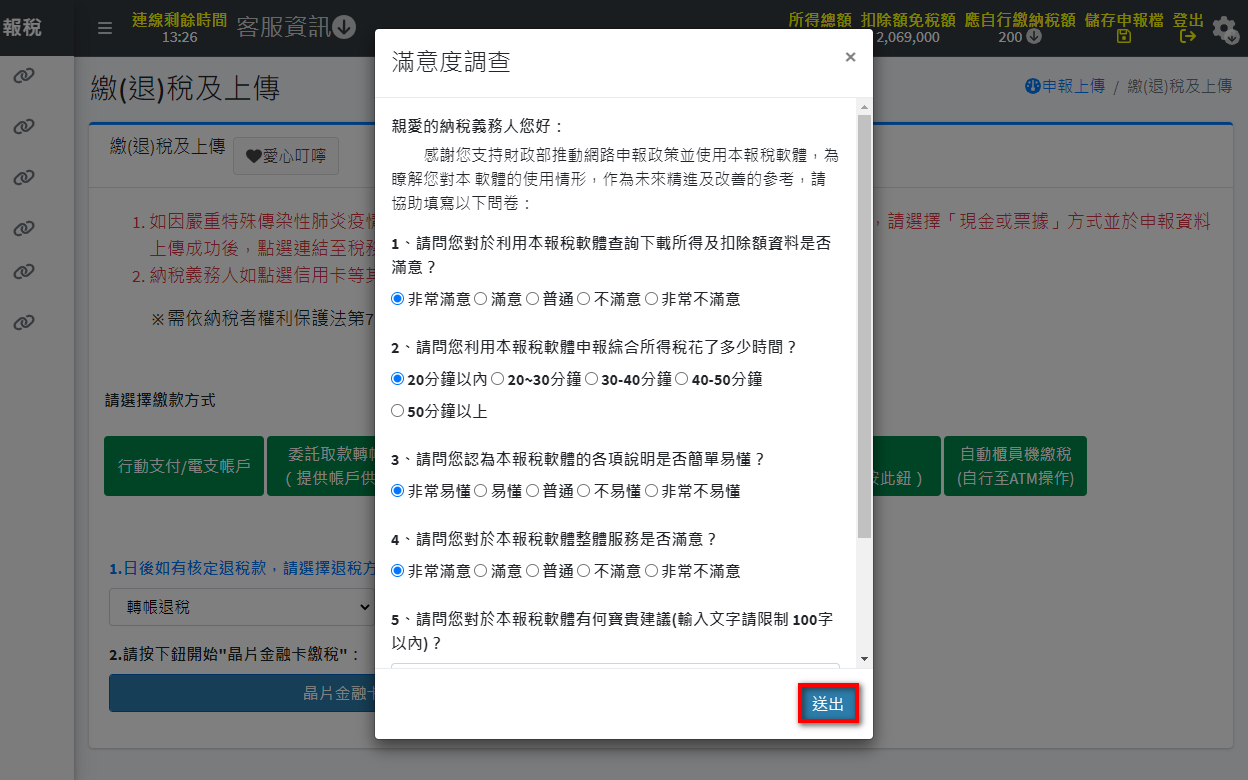 報稅
連線剩餘時間
13:26
客服資訊
所得總額 扣除額免稅額 應自行繳納稅額 儲存申報檔 登出
2,069,000 200
繳(退)稅及上傳
申報上傳 / 繳(退)稅及上傳
繳(退)稅及上傳
愛心叮嚀
1. 如因嚴重特殊傳染性肺炎疫
，請選擇「現金或票據」方式並於申報資料
上傳成功後，點選連結至稅
2. 納稅義務人如點選信用卡等
※需依納稅者權利保護法第7
請選擇繳款方式
行動支付/電支帳戶
委託取款轉
（提供帳戶供
按此鈕）
自動櫃員機繳稅
(自行至ATM操作)
1.日後如有核定退稅款，請選擇退稅方
轉帳退稅
2.請按下鈕開始"晶片金融卡繳稅"：
晶片金融
滿意度調查
×
親愛的納稅義務人您好：
感謝您支持財政部推動網路申報政策並使用本報稅軟體，為
瞭解您對本 軟體的使用情形，作為未來精進及改善的參考，請
協助填寫以下問卷：
1、請問您對於利用本報稅軟體查詢下載所得及扣除額資料是否
滿意？
非常滿意 滿意 普通 不滿意 非常不滿意
2、請問您利用本報稅軟體申報綜合所得稅花了多少時間？
20分鐘以內 20~30分鐘 30-40分鐘 40-50分鐘
50分鐘以上
3、請問您認為本報稅軟體的各項說明是否簡單易懂？
非常易懂 易懂 普通 不易懂 非常不易懂
4、請問您對於本報稅軟體整體服務是否滿意？
非常滿意 滿意 普通 不滿意 非常不滿意
5、請問您對於本報稅軟體有何寶貴建議(輸入文字請限制 100字
以內)？
送出